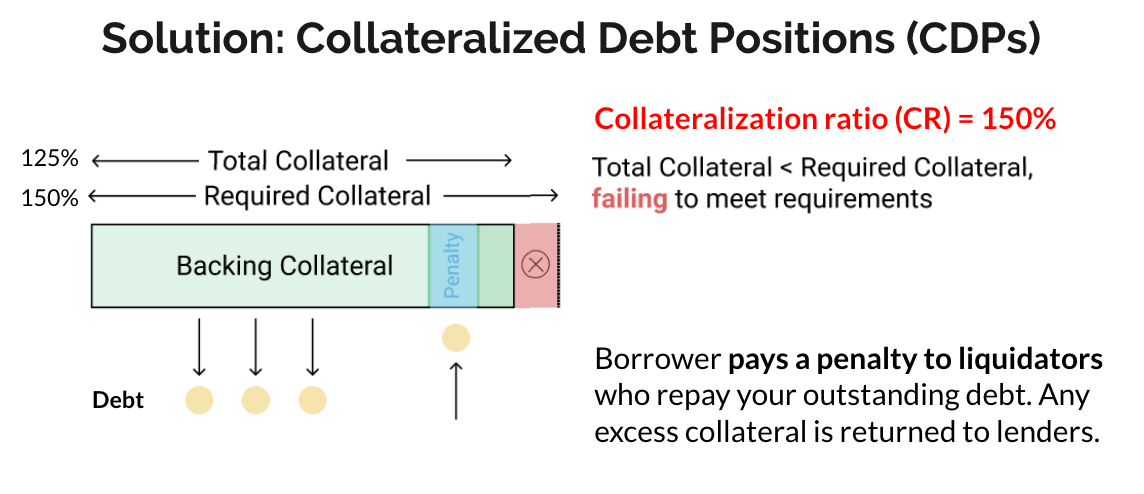 Solution: Collateralized Debt Positions (CDPs)
Collateralization ratio (CR) = 150%
125%
Total Collateral
150%
Required Collateral
Total Collateral < Required Collateral,
failing to meet requirements
Backing Collateral
Penalty
Debt
Borrower pays a penalty to liquidators
who repay your outstanding debt. Any
excess collateral is returned to lenders.